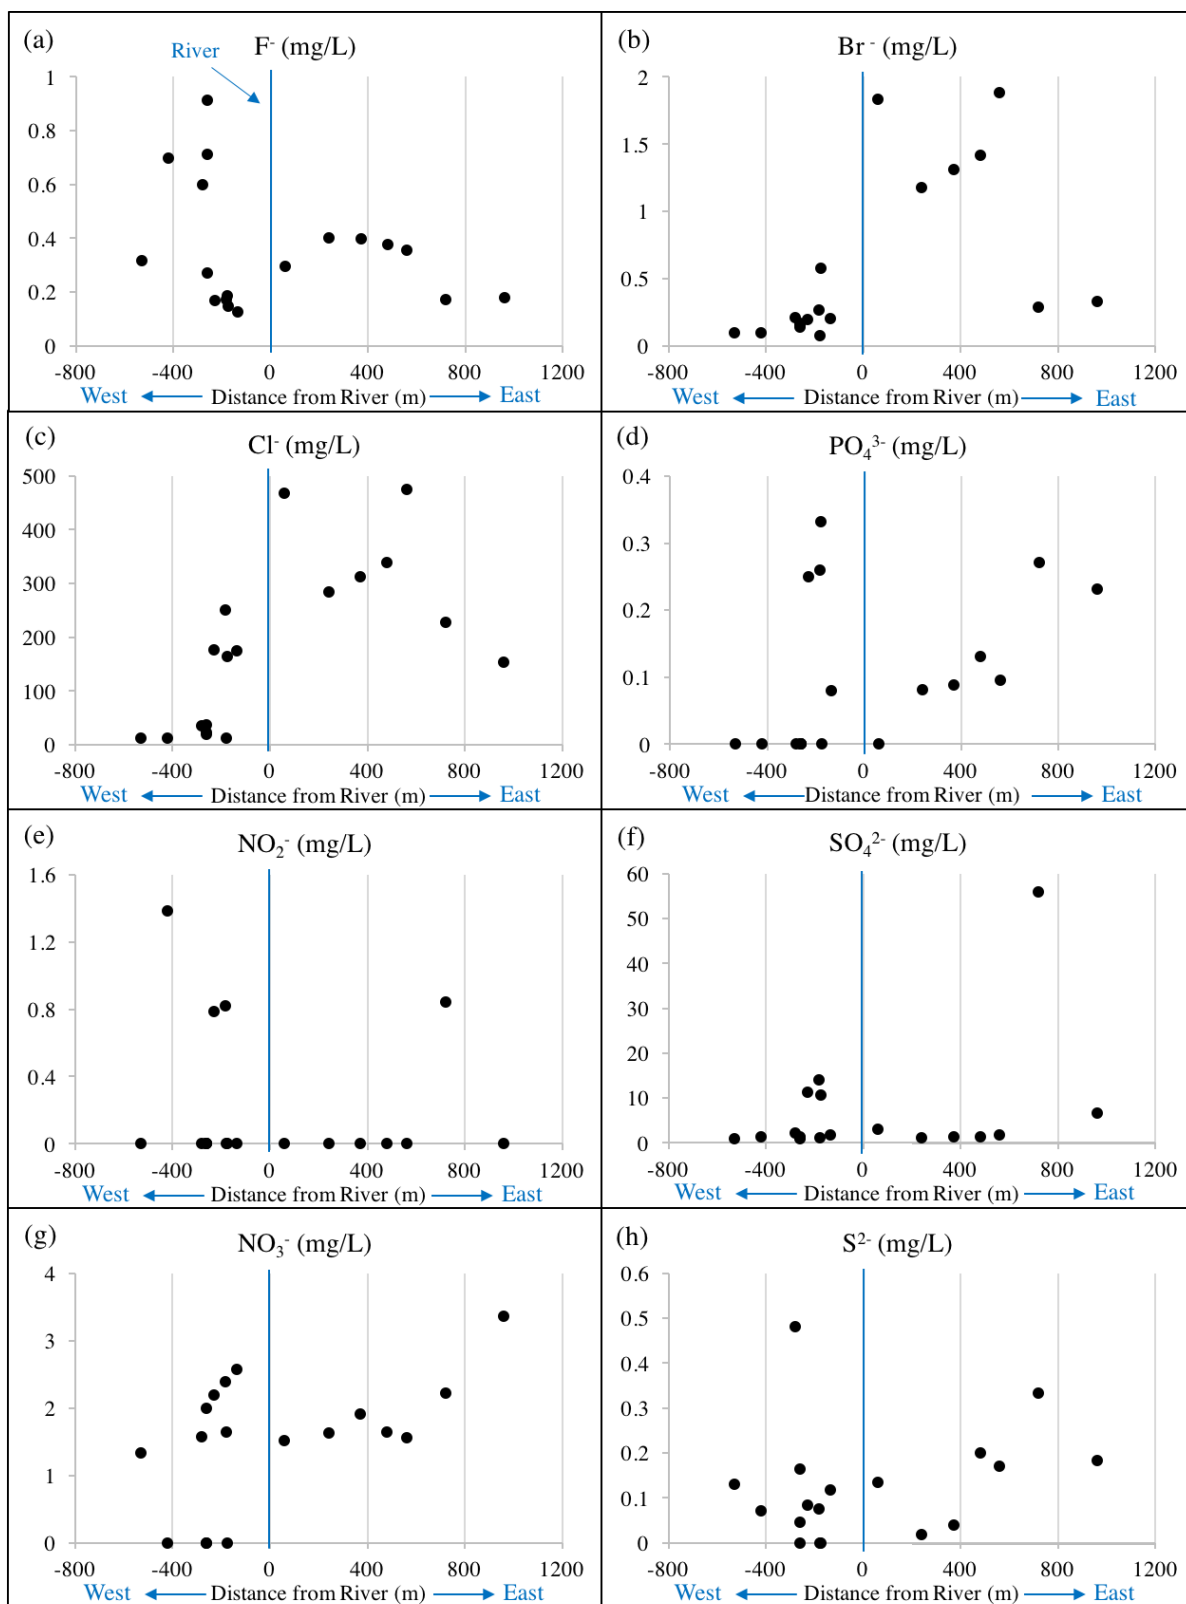 (a)
F⁻ (mg/L)
River
1
0.8
0.6
0.4
0.2
0
-800 -400 0 400 800 1200
West Distance from River (m) East
(b)
Br ⁻ (mg/L)
2
1.5
1
0.5
0
-800 -400 0 400 800 1200
West Distance from River (m) East
(c)
Cl⁻ (mg/L)
500
400
300
200
100
0
-800 -400 0 400 800 1200
West Distance from River (m) East
(d)
PO₄³⁻ (mg/L)
0.4
0.3
0.2
0.1
0
-800 -400 0 400 800 1200
West Distance from River (m) East
(e)
NO₂⁻ (mg/L)
1.6
1.2
0.8
0.4
0
-800 -400 0 400 800 1200
West Distance from River (m) East
(f)
SO₄²⁻ (mg/L)
60
50
40
30
20
10
0
-800 -400 0 400 800 1200
West Distance from River (m) East
(g)
NO₃⁻ (mg/L)
4
3
2
1
0
-800 -400 0 400 800 1200
West Distance from River (m) East
(h)
S²⁻ (mg/L)
0.6
0.5
0.4
0.3
0.2
0.1
0
-800 -400 0 400 800 1200
West Distance from River (m) East